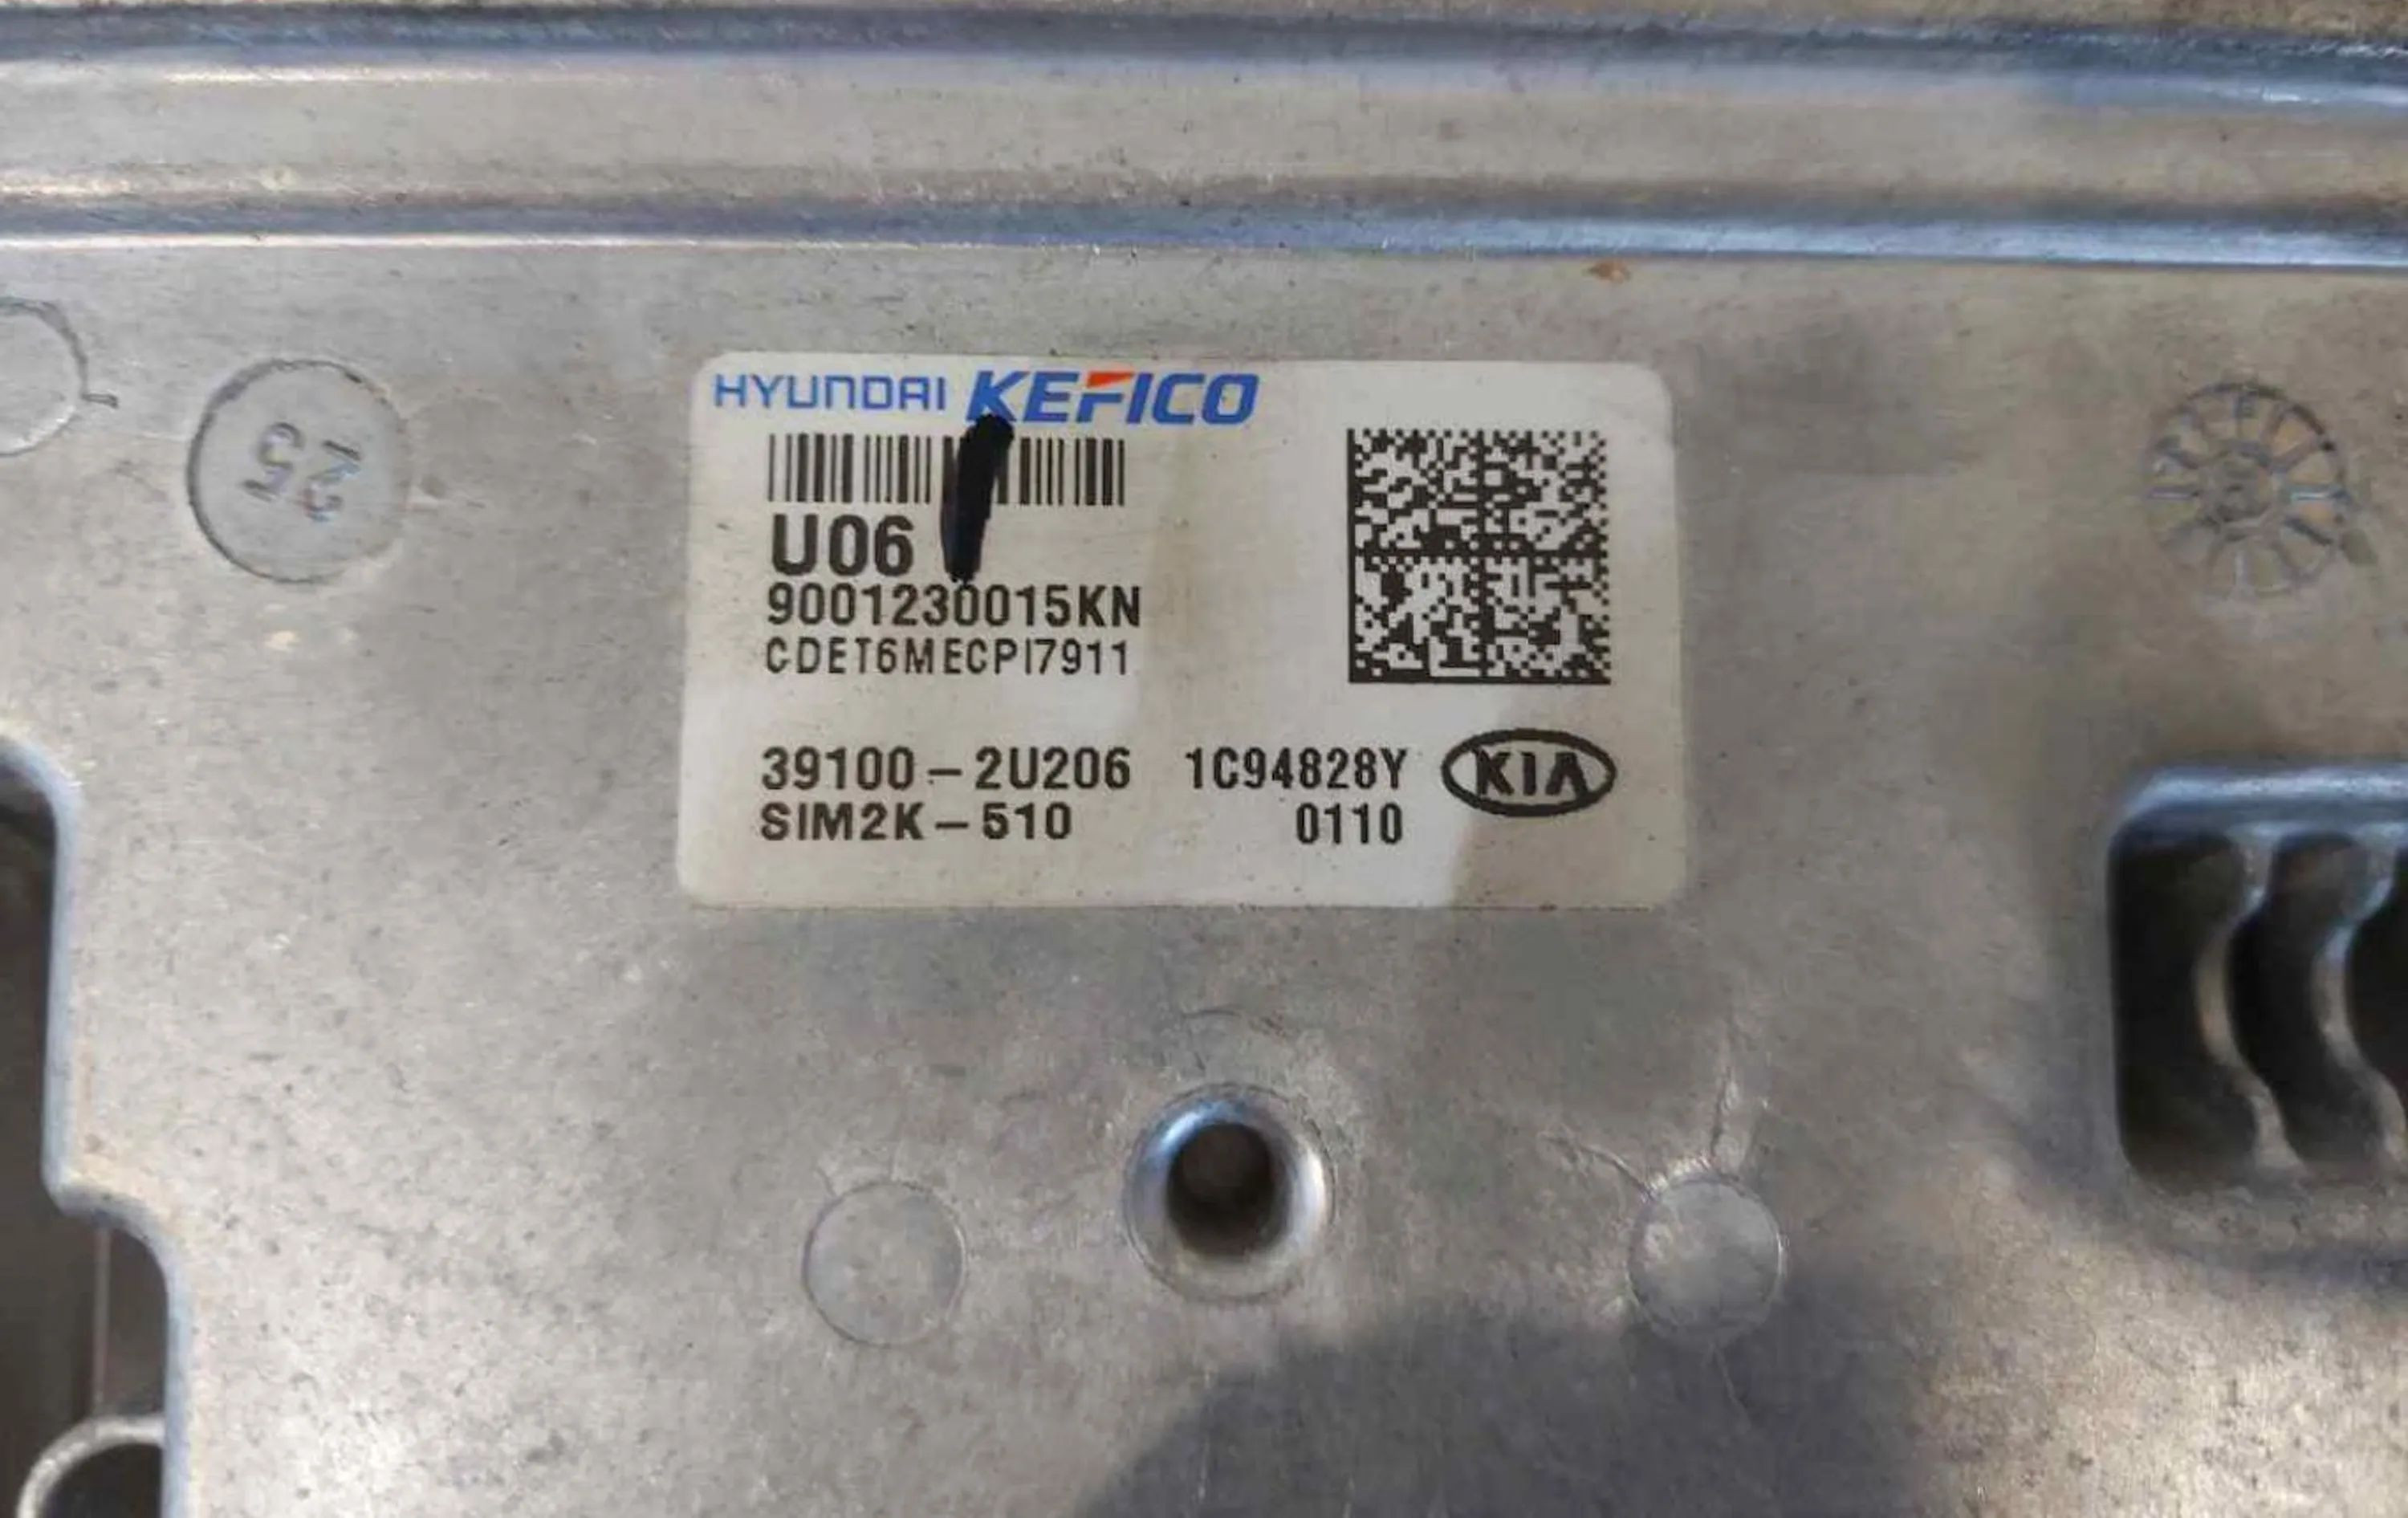 HYUNDAI KEFICO
U06
9001230015KN
CDET6MECPI7911
39100-2U206 1C94828Y KIA
SIM2K-510 0110
25